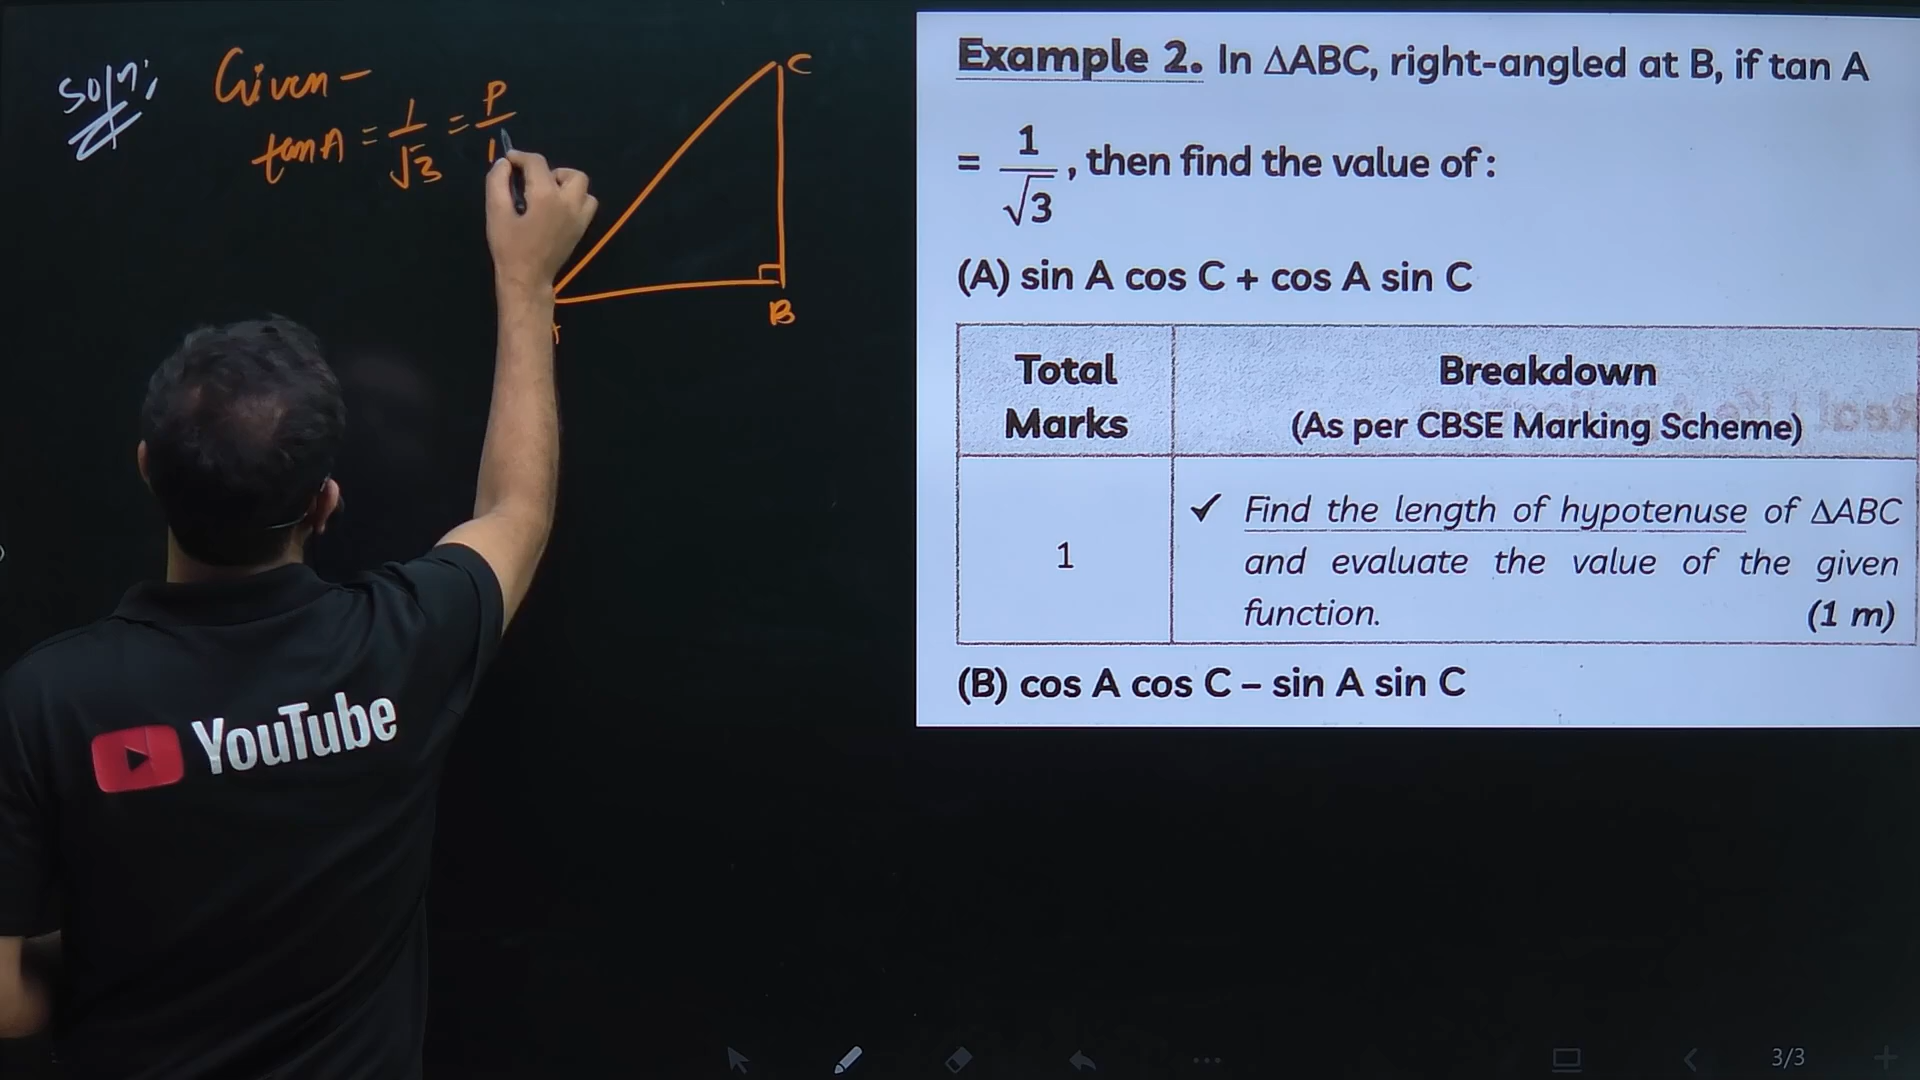 Soln;
Given –
tan A = 1/√3 = P/
C
B
Example 2. In ΔABC, right-angled at B, if tan A
= 1/√3, then find the value of:
(A) sin A cos C + cos A sin C
Total Marks
Breakdown
(As per CBSE Marking Scheme)
1
✓ Find the length of hypotenuse of ΔABC
and evaluate the value of the given
function. (1 m)
(B) cos A cos C – sin A sin C
YouTube
3/3